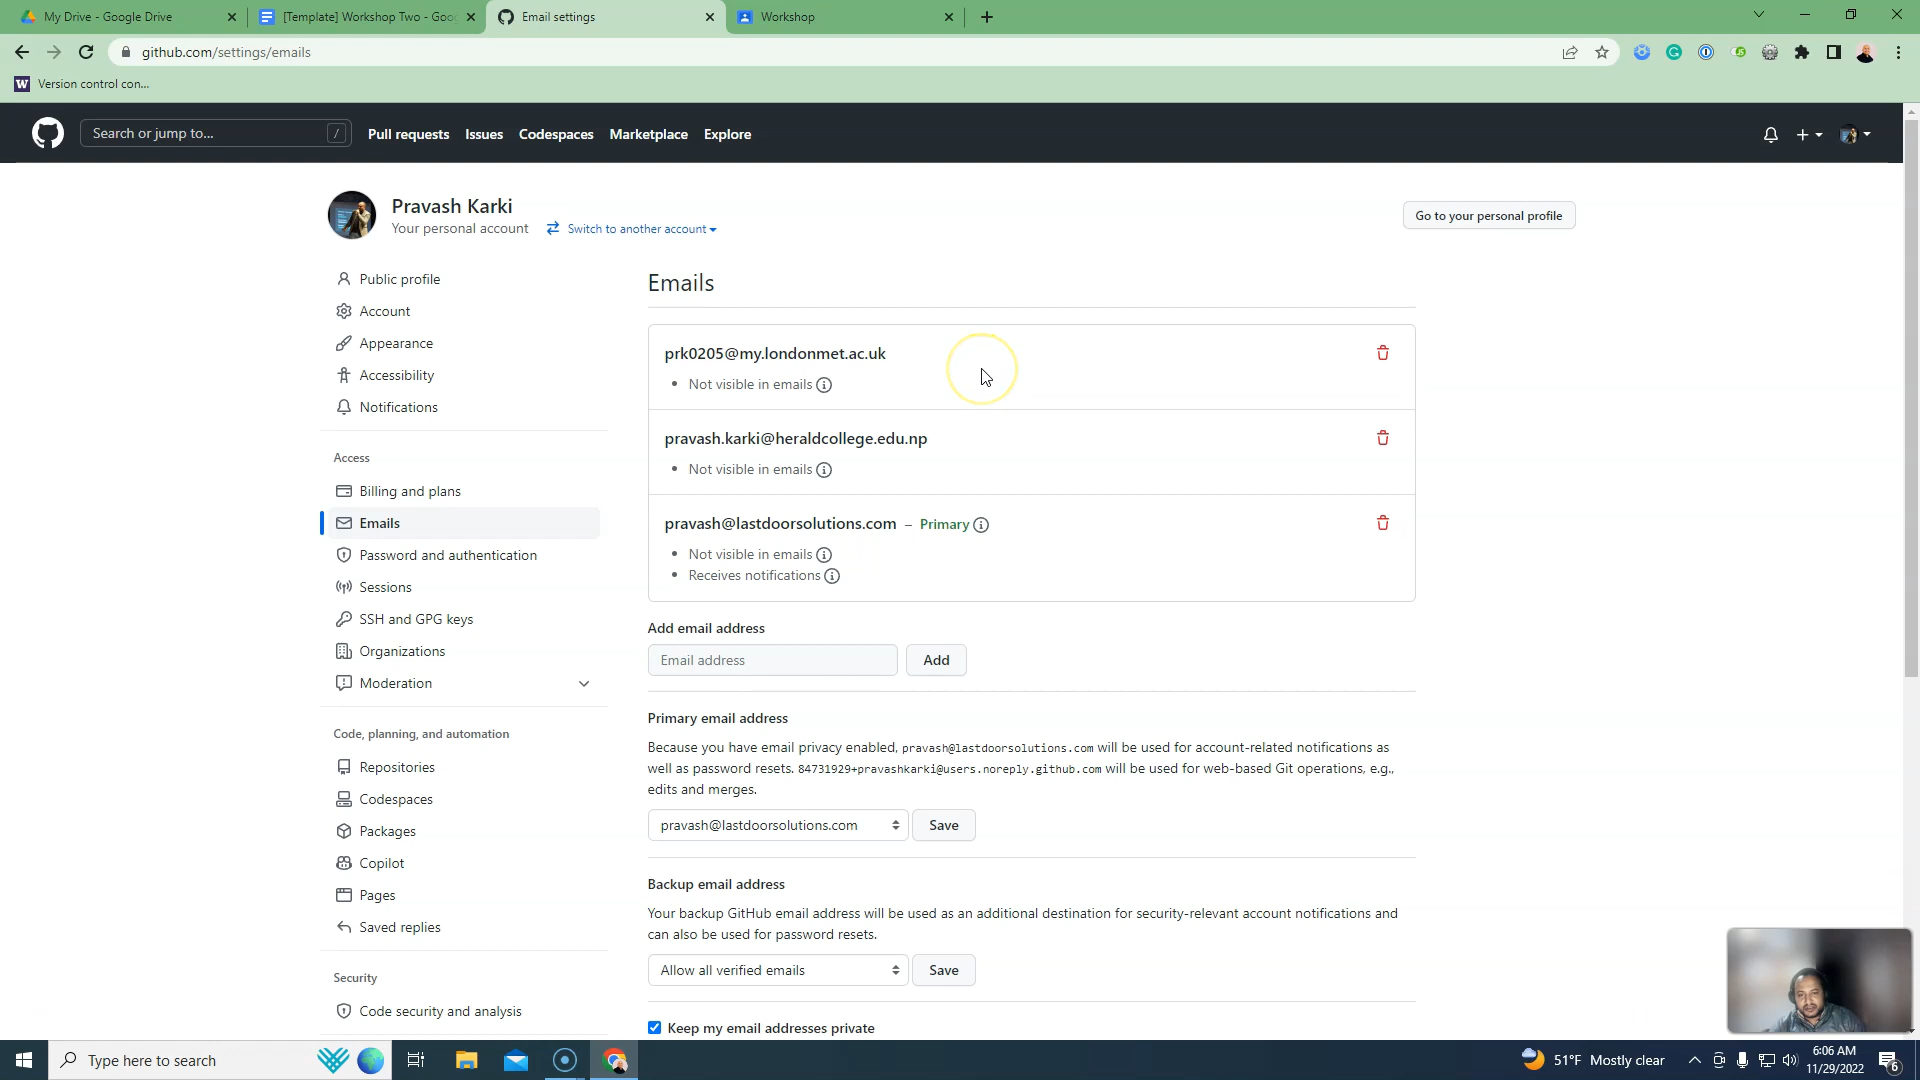 My Drive - Google Drive
[Template] Workshop Two - Goo
Email settings
Workshop
github.com/settings/emails
Version control con...
Search or jump to...
/
Pull requests
Issues
Codespaces
Marketplace
Explore
Pravash Karki
Your personal account
Switch to another account
Go to your personal profile
Public profile
Account
Appearance
Accessibility
Notifications
Access
Billing and plans
Emails
Password and authentication
Sessions
SSH and GPG keys
Organizations
Moderation
Code, planning, and automation
Repositories
Codespaces
Packages
Copilot
Pages
Saved replies
Security
Code security and analysis
Emails
prk0205@my.londonmet.ac.uk
Not visible in emails
pravash.karki@heraldcollege.edu.np
Not visible in emails
pravash@lastdoorsolutions.com – Primary
Not visible in emails
Receives notifications
Add email address
Email address
Add
Primary email address
Because you have email privacy enabled, pravash@lastdoorsolutions.com will be used for account-related notifications as
well as password resets. 84731929+pravashkarki@users.noreply.github.com will be used for web-based Git operations, e.g.,
edits and merges.
pravash@lastdoorsolutions.com
Save
Backup email address
Your backup GitHub email address will be used as an additional destination for security-relevant account notifications and
can also be used for password resets.
Allow all verified emails
Save
Keep my email addresses private
Type here to search
51°F Mostly clear
6:06 AM
11/29/2022
6